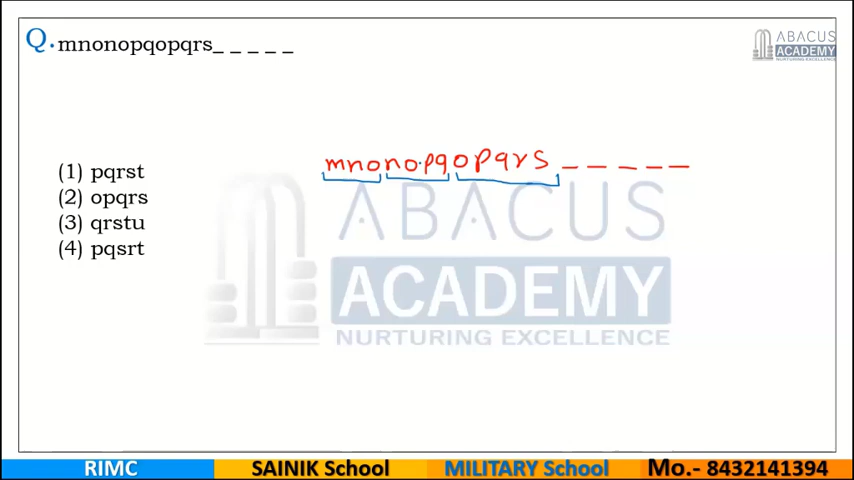 Q. mnonopqopqrs_ _ _ _ _
ABACUS
ACADEMY
NURTURING EXCELLENCE
(1) pqrst
(2) opqrs
(3) qrstu
(4) pqsrt
mnonopqopqrs _ _ _ _ _
ABACUS
ACADEMY
NURTURING EXCELLENCE
RIMC SAINIK School MILITARY School Mo.- 8432141394